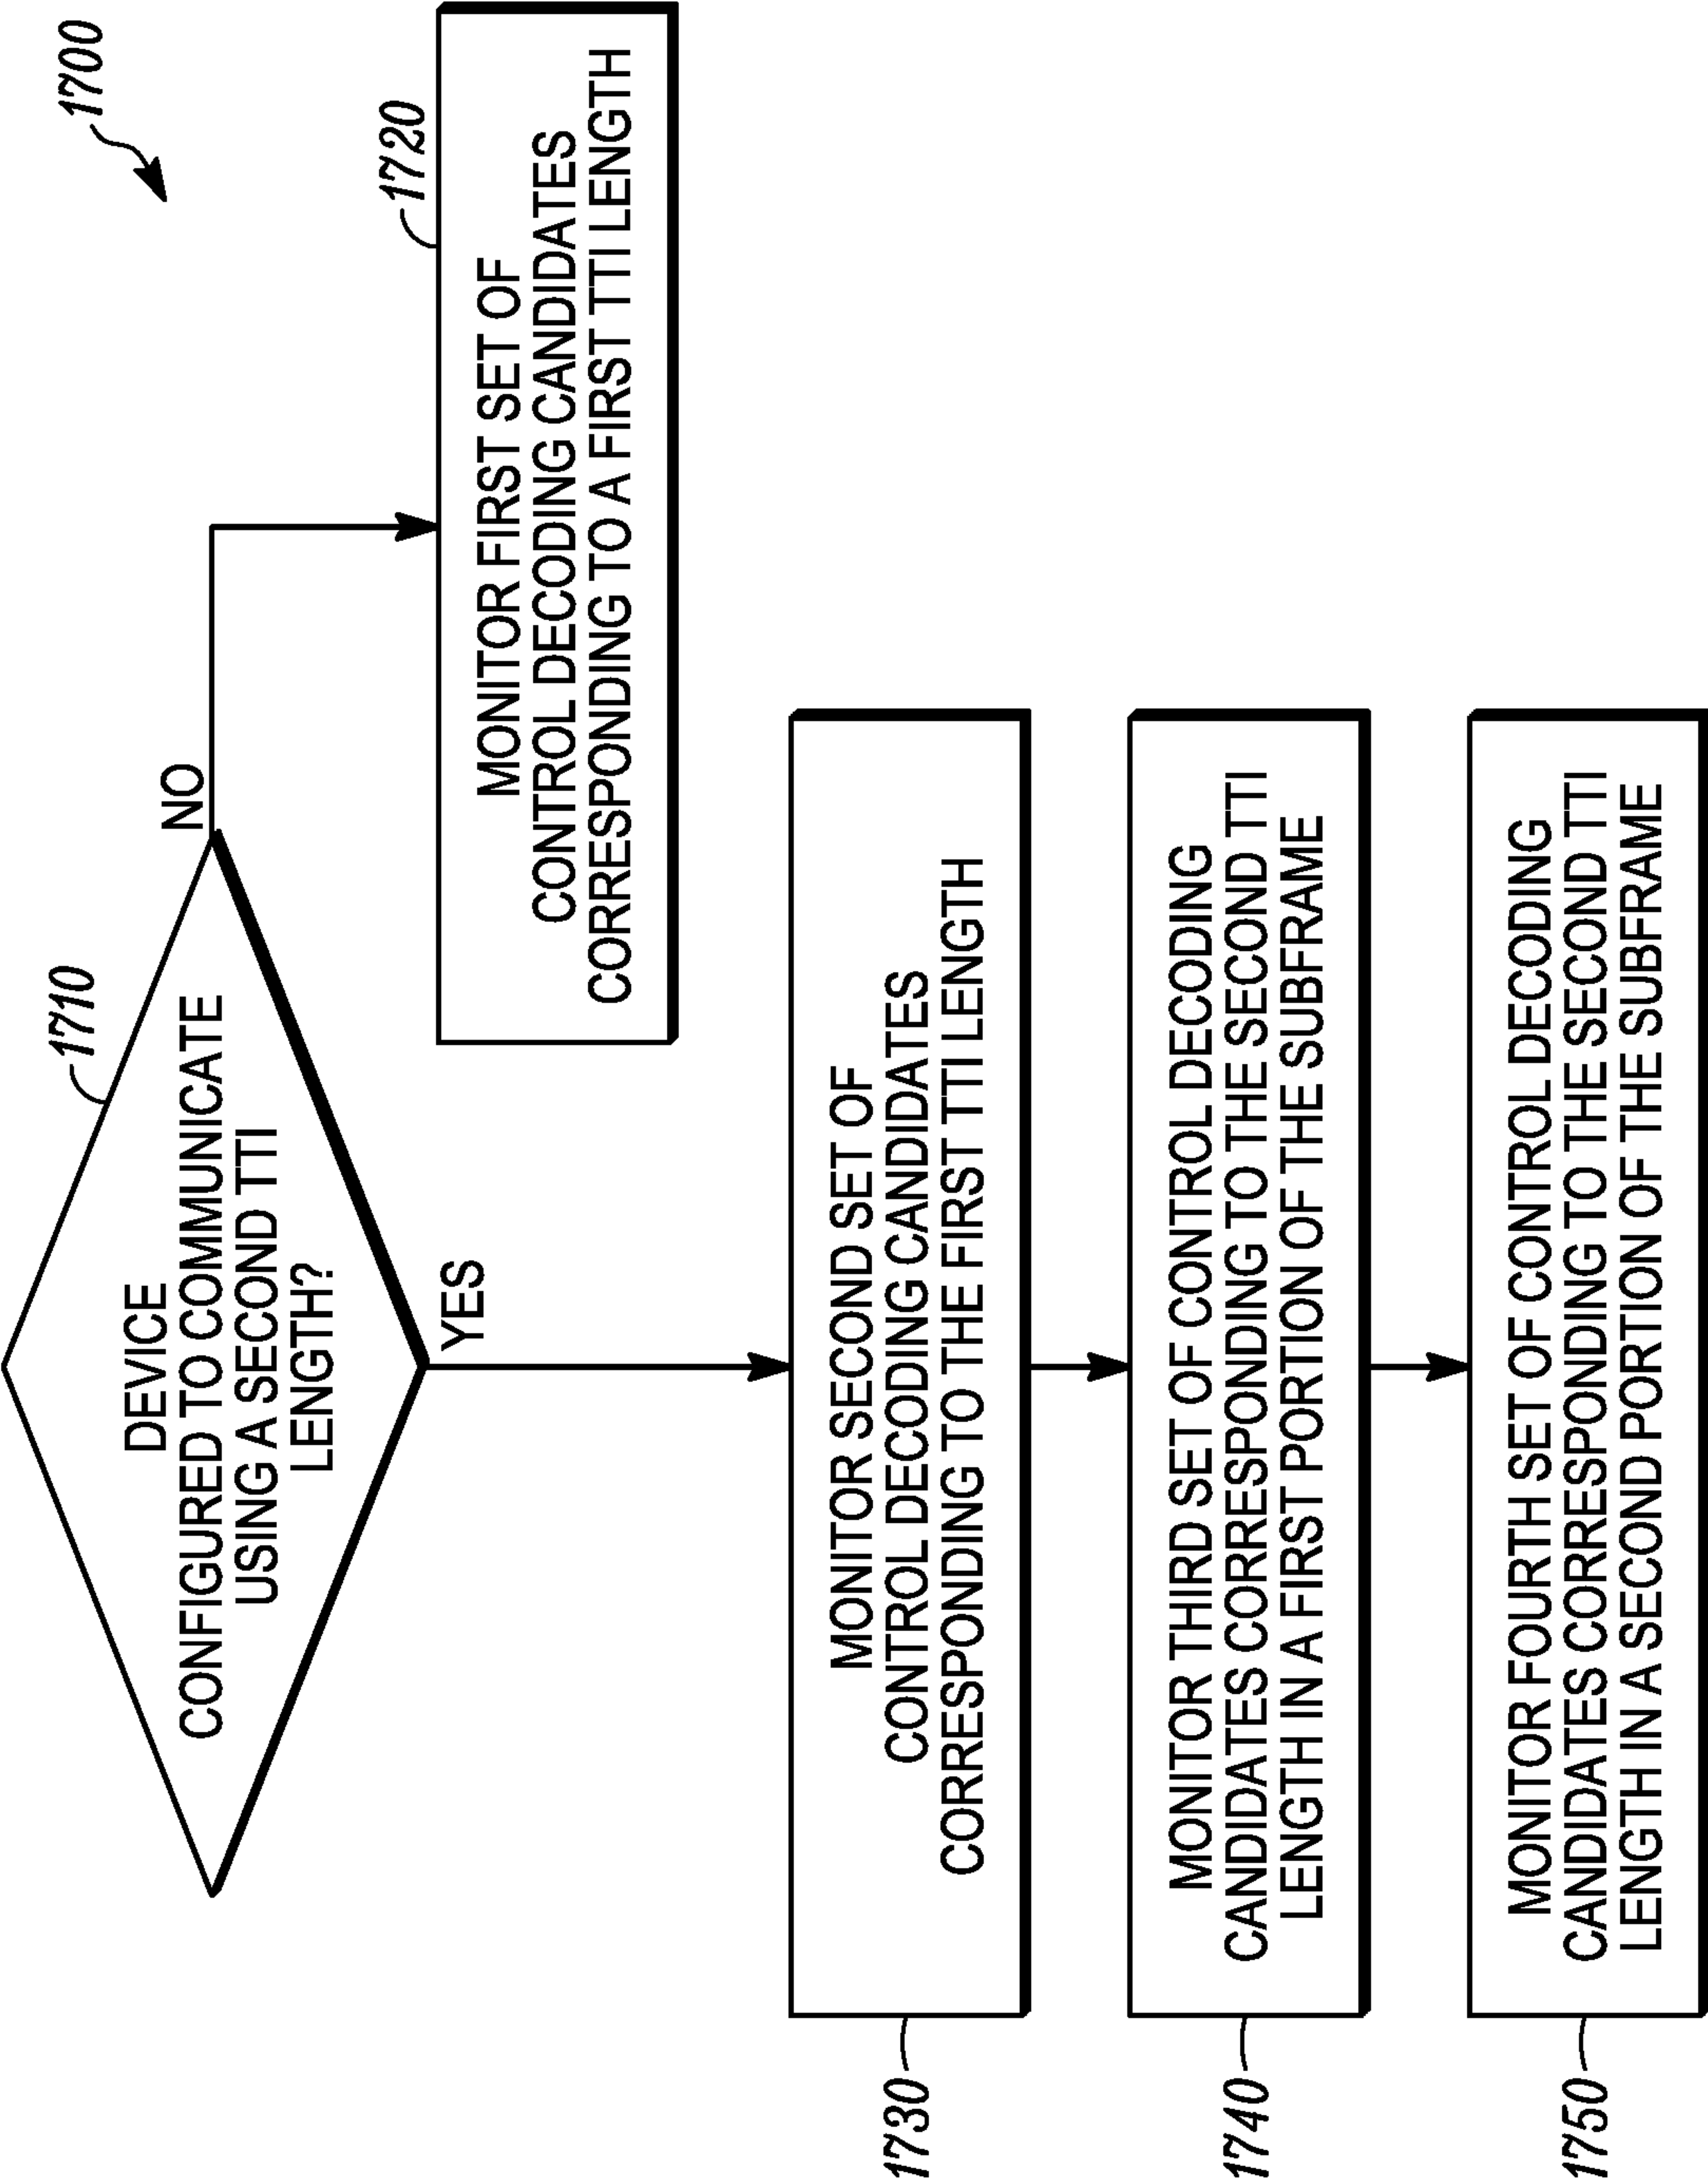 1700
1710
DEVICE
CONFIGURED TO COMMUNICATE
USING A SECOND TTI
LENGTH?
NO
YES
1720
MONITOR FIRST SET OF
CONTROL DECODING CANDIDATES
CORRESPONDING TO A FIRST TTI LENGTH
1730
MONITOR SECOND SET OF
CONTROL DECODING CANDIDATES
CORRESPONDING TO THE FIRST TTI LENGTH
1740
MONITOR THIRD SET OF CONTROL DECODING
CANDIDATES CORRESPONDING TO THE SECOND TTI
LENGTH IN A FIRST PORTION OF THE SUBFRAME
1750
MONITOR FOURTH SET OF CONTROL DECODING
CANDIDATES CORRESPONDING TO THE SECOND TTI
LENGTH IN A SECOND PORTION OF THE SUBFRAME